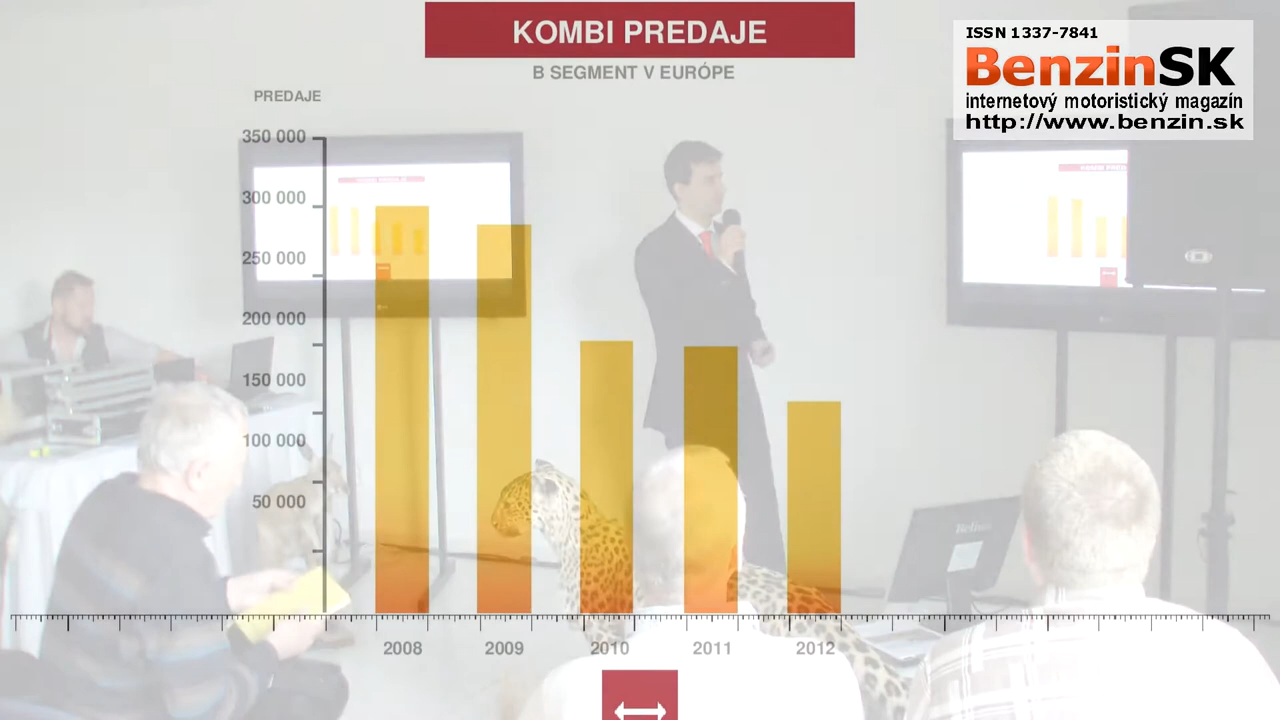 KOMBI PREDAJE
B SEGMENT V EURÓPE
ISSN 1337-7841
BenzinSK
internetový motoristický magazín
http://www.benzin.sk
PREDAJE
350 000
300 000
250 000
200 000
150 000
100 000
50 000
2008
2009
2010
2011
2012